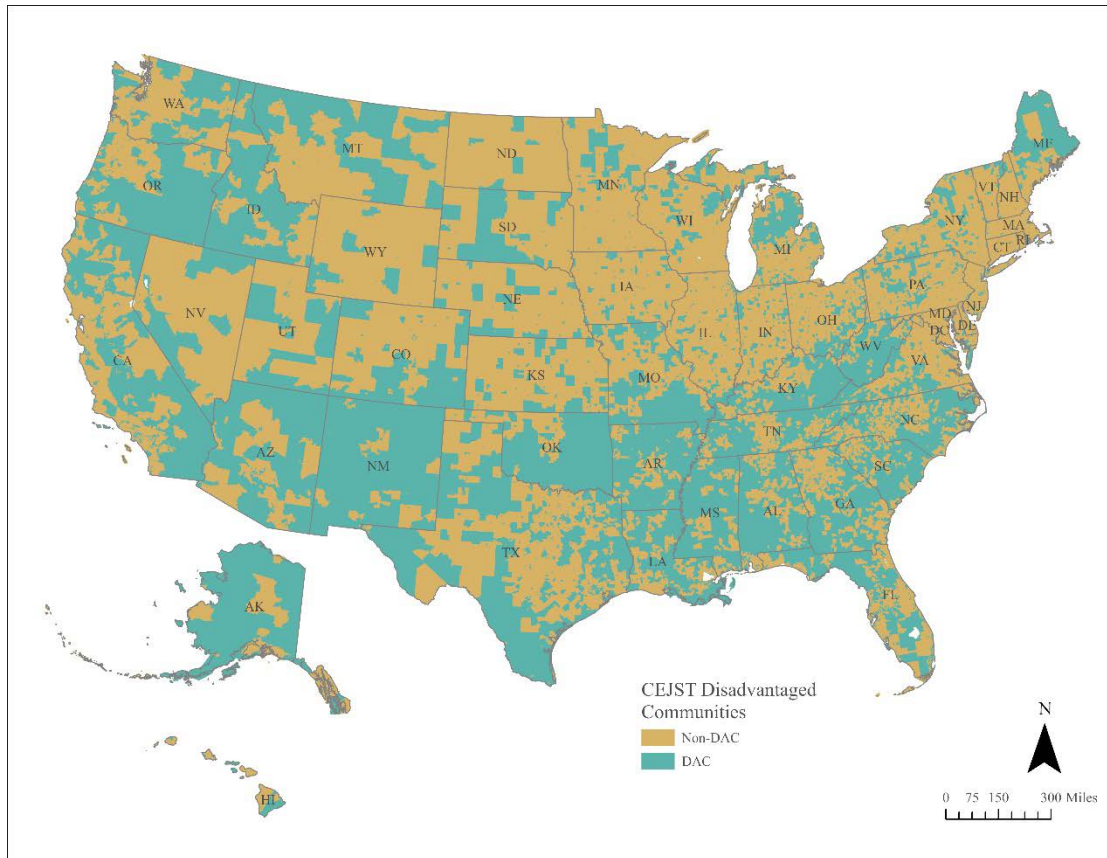 WA
MT
ND
MN
ME
OR
ID
SD
WI
VT
NH
NY
WY
MI
MA
CT
RI
IA
NE
PA
NV
UT
IL
IN
OH
NJ
MD
DE
DC
CO
WV
VA
CA
KS
MO
KY
NC
TN
AZ
NM
OK
AR
SC
MS
AL
GA
TX
LA
FL
AK
HI
CEJST Disadvantaged
Communities
Non-DAC
DAC
N
0 75 150 300 Miles